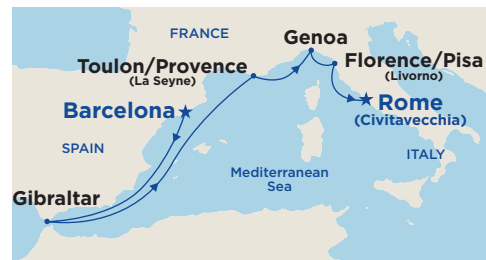 FRANCE
Genoa
Toulon/Provence
(La Seyne)
Florence/Pisa
(Livorno)
Barcelona
Rome
(Civitavecchia)
SPAIN
ITALY
Mediterranean
Sea
Gibraltar